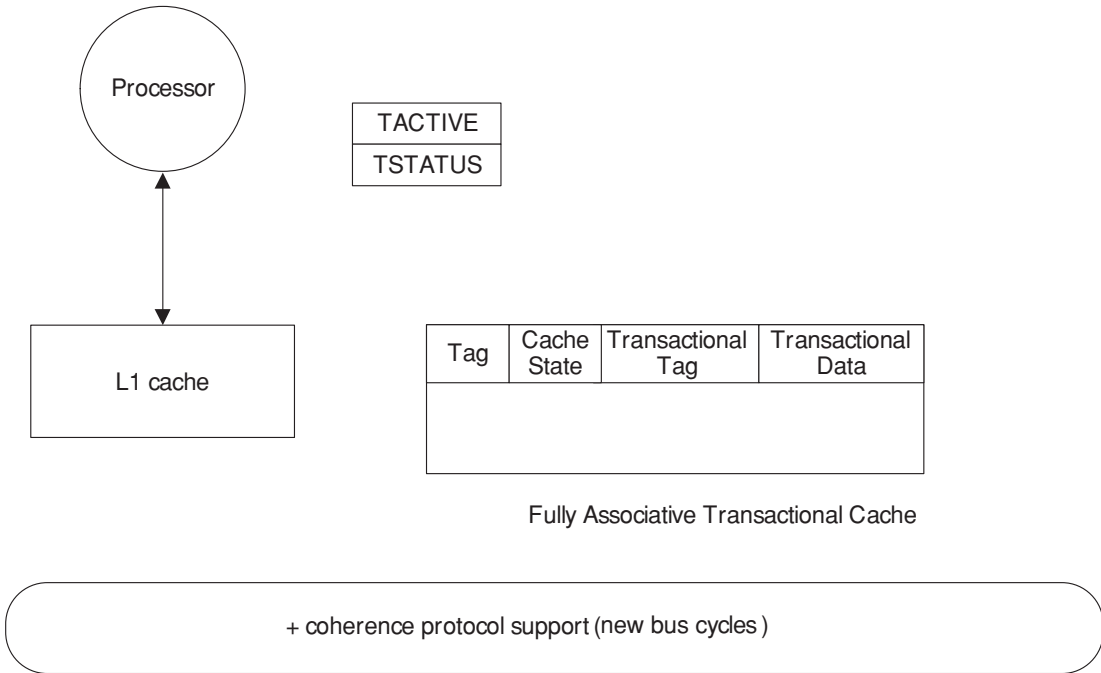 Processor
TACTIVE
TSTATUS
L1 cache
Tag
Cache
State
Transactional
Tag
Transactional
Data
Fully Associative Transactional Cache
+ coherence protocol support (new bus cycles)